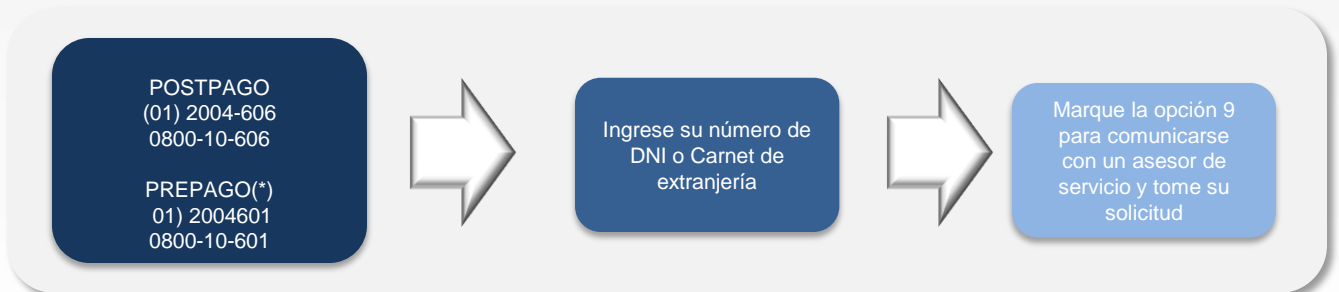 POSTPAGO
(01) 2004-606
0800-10-606
PREPAGO(*)
01) 2004601
0800-10-601
Ingrese su número de
DNI o Carnet de
extranjería
Marque la opción 9
para comunicarse
con un asesor de
servicio y tome su
solicitud